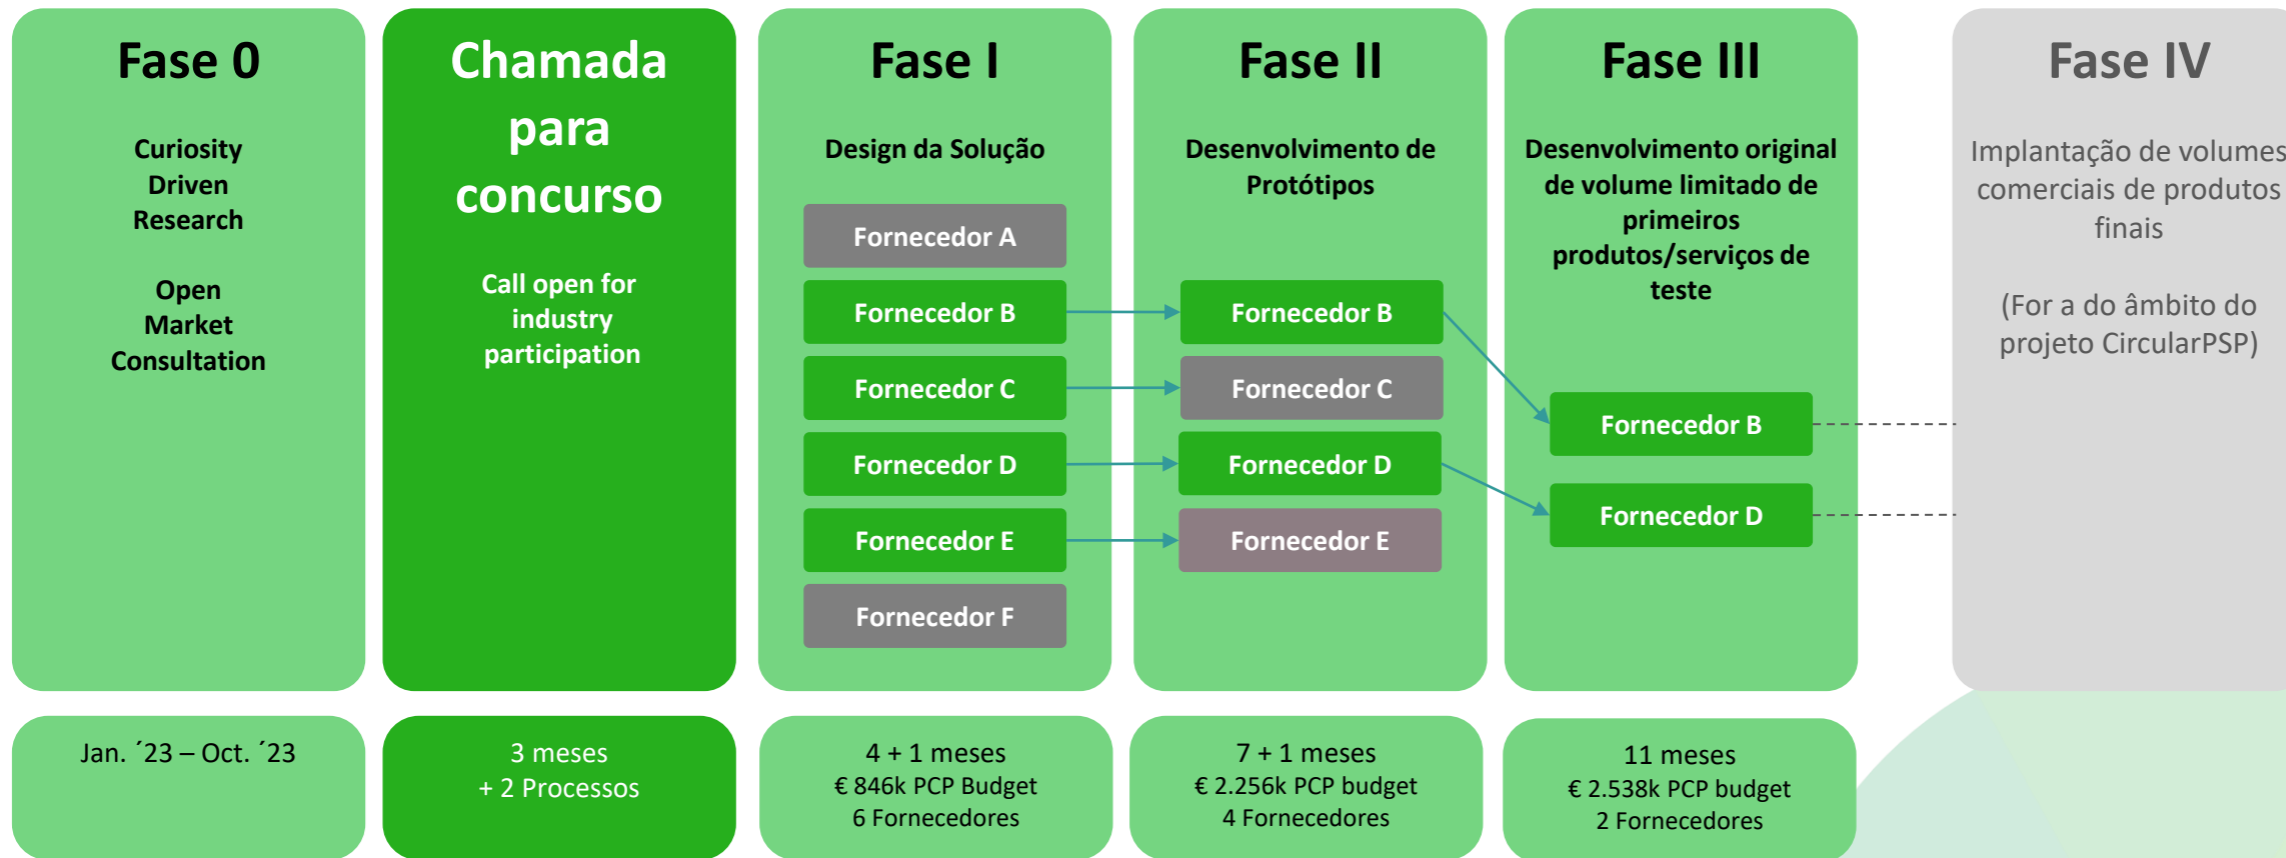 Fase 0
Curiosity
Driven
Research
Open
Market
Consultation
Jan. ´23 – Oct. ´23
Chamada
para
concurso
Call open for
industry
participation
3 meses
+ 2 Processos
Fase I
Design da Solução
Fornecedor A
Fornecedor B
Fornecedor C
Fornecedor D
Fornecedor E
Fornecedor F
4 + 1 meses
€ 846k PCP Budget
6 Fornecedores
Fase II
Desenvolvimento de
Protótipos
Fornecedor B
Fornecedor C
Fornecedor D
Fornecedor E
7 + 1 meses
€ 2.256k PCP budget
4 Fornecedores
Fase III
Desenvolvimento original
de volume limitado de
primeiros
produtos/serviços de
teste
Fornecedor B
Fornecedor D
11 meses
€ 2.538k PCP budget
2 Fornecedores
Fase IV
Implantação de volumes
comerciais de produtos
finais
(For a do âmbito do
projeto CircularPSP)